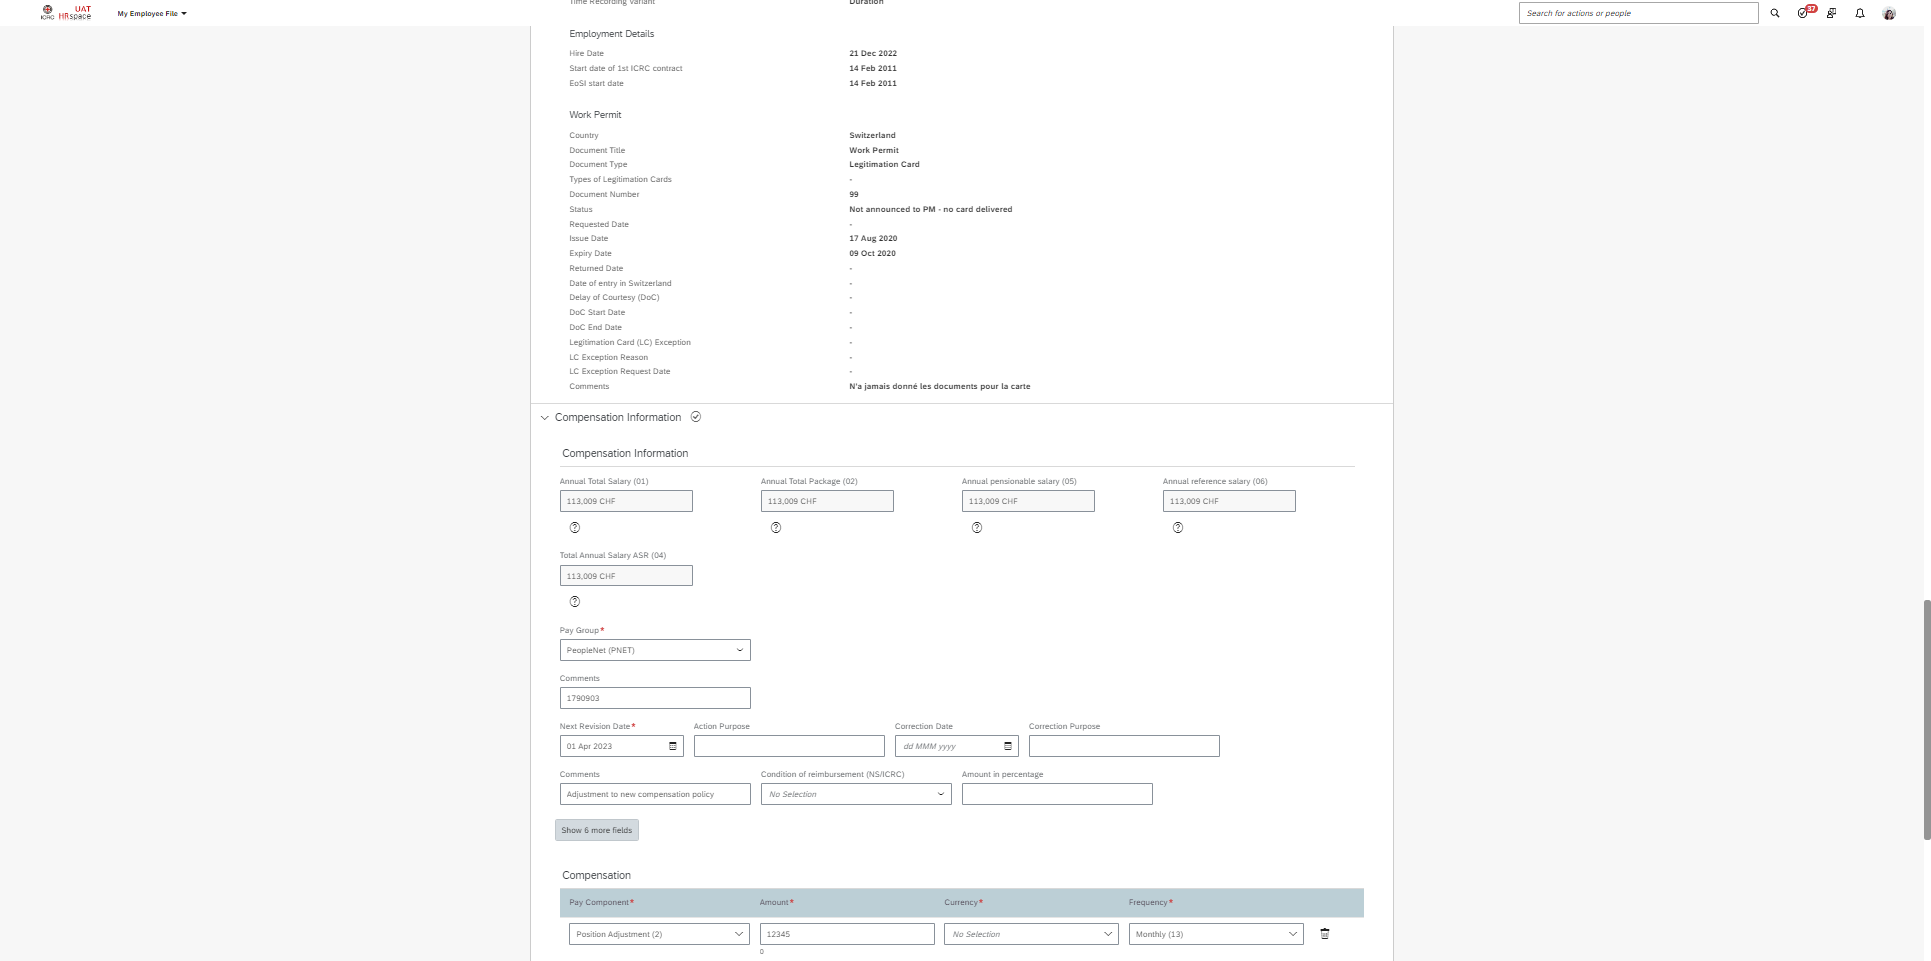 UAT
ICRC HRspace
My Employee File
Search for actions or people
37
Time Recording Variant Duration
Employment Details
Hire Date 21 Dec 2022
Start date of 1st ICRC contract 14 Feb 2011
EoSI start date 14 Feb 2011
Work Permit
Country Switzerland
Document Title Work Permit
Document Type Legitimation Card
Types of Legitimation Cards -
Document Number 99
Status Not announced to PM - no card delivered
Requested Date -
Issue Date 17 Aug 2020
Expiry Date 09 Oct 2020
Returned Date -
Date of entry in Switzerland -
Delay of Courtesy (DoC) -
DoC Start Date -
DoC End Date -
Legitimation Card (LC) Exception -
LC Exception Reason -
LC Exception Request Date -
Comments N'a jamais donné les documents pour la carte
Compensation Information
Compensation Information
Annual Total Salary (01) Annual Total Package (02) Annual pensionable salary (05) Annual reference salary (06)
113,009 CHF 113,009 CHF 113,009 CHF 113,009 CHF
Total Annual Salary ASR (04)
113,009 CHF
Pay Group*
PeopleNet (PNET)
Comments
1790903
Next Revision Date* Action Purpose Correction Date Correction Purpose
01 Apr 2023 dd MMM yyyy
Comments Condition of reimbursement (NS/ICRC) Amount in percentage
Adjustment to new compensation policy No Selection
Show 6 more fields
Compensation
Pay Component* Amount* Currency* Frequency*
Position Adjustment (2) 12345 No Selection Monthly (13)
0